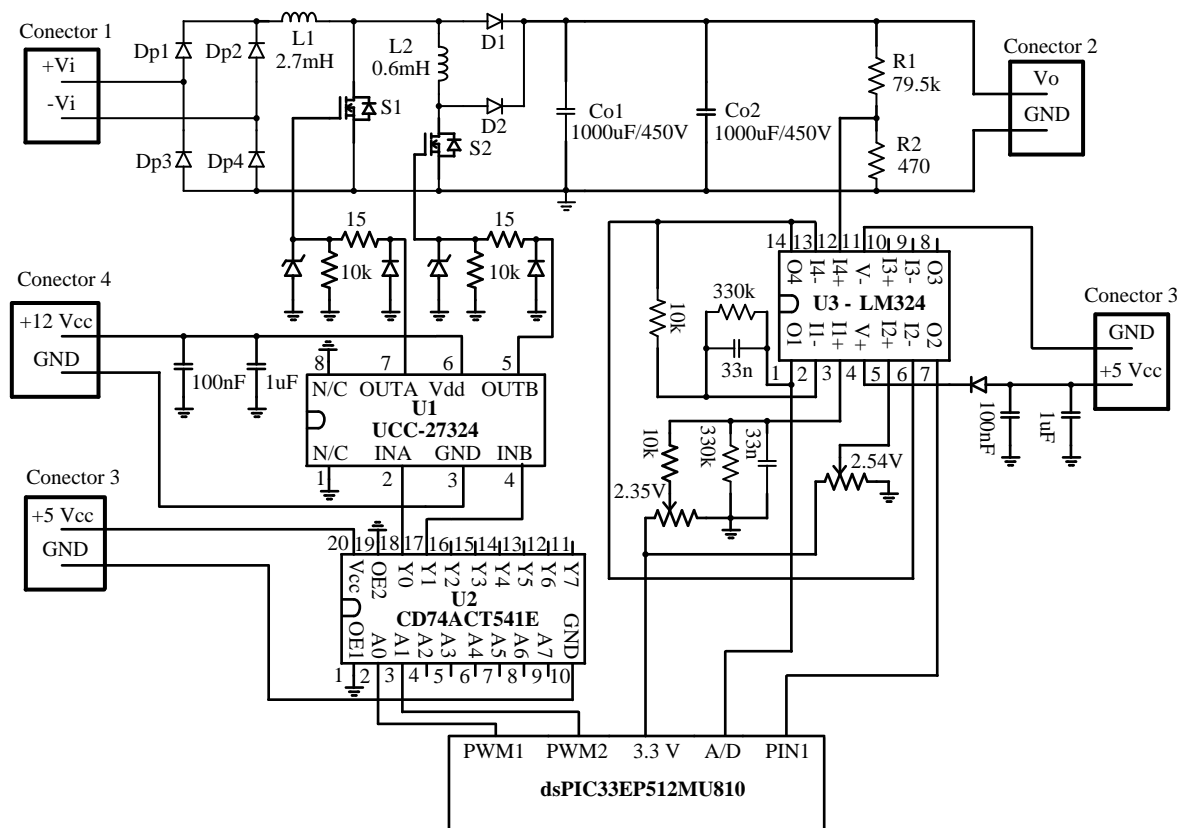 Conector 1
+Vi
-Vi
Dp1
Dp2
Dp3
Dp4
L1
2.7mH
L2
0.6mH
D1
D2
S1
S2
Co1
1000uF/450V
Co2
1000uF/450V
R1
79.5k
R2
470
Conector 2
Vo
GND
15
10k
15
10k
Conector 4
+12 Vcc
GND
100nF
1uF
8
7
6
5
N/C
OUTA
Vdd
OUTB
U1
UCC-27324
N/C
INA
GND
INB
1
2
3
4
Conector 3
+5 Vcc
GND
20
19
18
17
16
15
14
13
12
11
Vcc
OE2
Y0
Y1
Y2
Y3
Y4
Y5
Y6
Y7
U2
CD74ACT541E
OE1
A0
A1
A2
A3
A4
A5
A6
A7
GND
1
2
3
4
5
6
7
8
9
10
14
13
12
11
10
9
8
O4
I4-
I4+
V-
I3+
I3-
O3
U3 - LM324
O1
I1-
I1+
V+
I2+
I2-
O2
1
2
3
4
5
6
7
10k
330k
33n
10k
330k
33n
2.35V
2.54V
Conector 3
GND
+5 Vcc
100nF
1uF
PWM1
PWM2
3.3 V
A/D
PIN1
dsPIC33EP512MU810